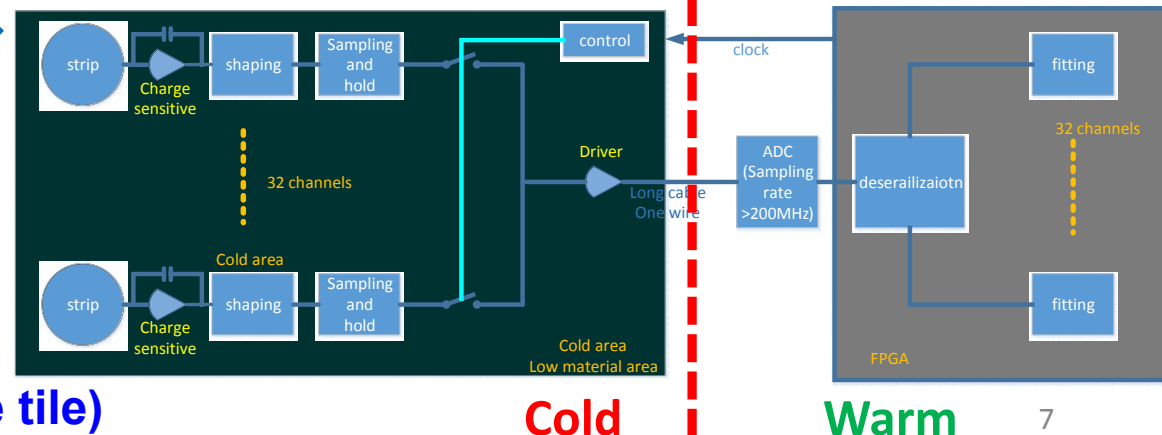 strip
Charge
sensitive
shaping
Sampling
and
hold
control
clock
fitting
32 channels
32 channels
Driver
Long cable
One wire
ADC
(Sampling
rate
>200MHz)
deserailizaiotn
Cold area
strip
Charge
sensitive
shaping
Sampling
and
hold
fitting
Cold area
Low material area
FPGA
e tile)
Cold
Warm
7